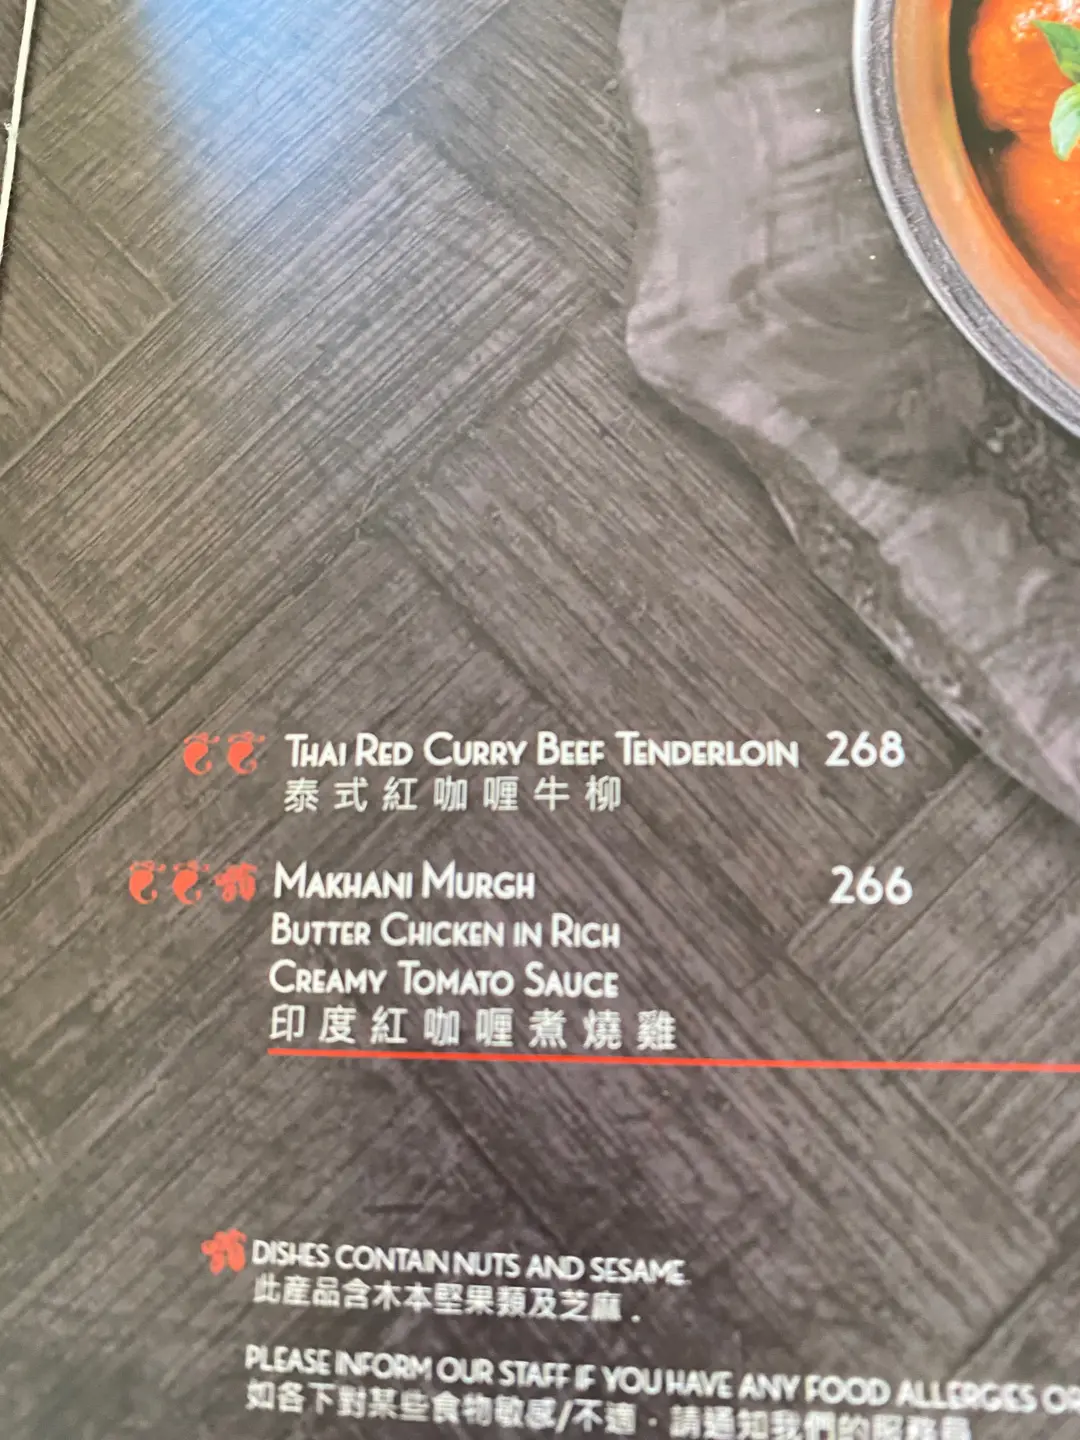 THAI RED CURRY BEEF TENDERLOIN 268
泰式紅咖喱牛柳
MAKHANI MURGH 266
BUTTER CHICKEN IN RICH
CREAMY TOMATO SAUCE
印度紅咖喱煮燒雞
DISHES CONTAIN NUTS AND SESAME.
此產品含木本堅果類及芝麻.
PLEASE INFORM OUR STAFF IF YOU HAVE ANY FOOD ALLERGIES OR
如各下對某些食物敏感/不適·請通知我們的服務員